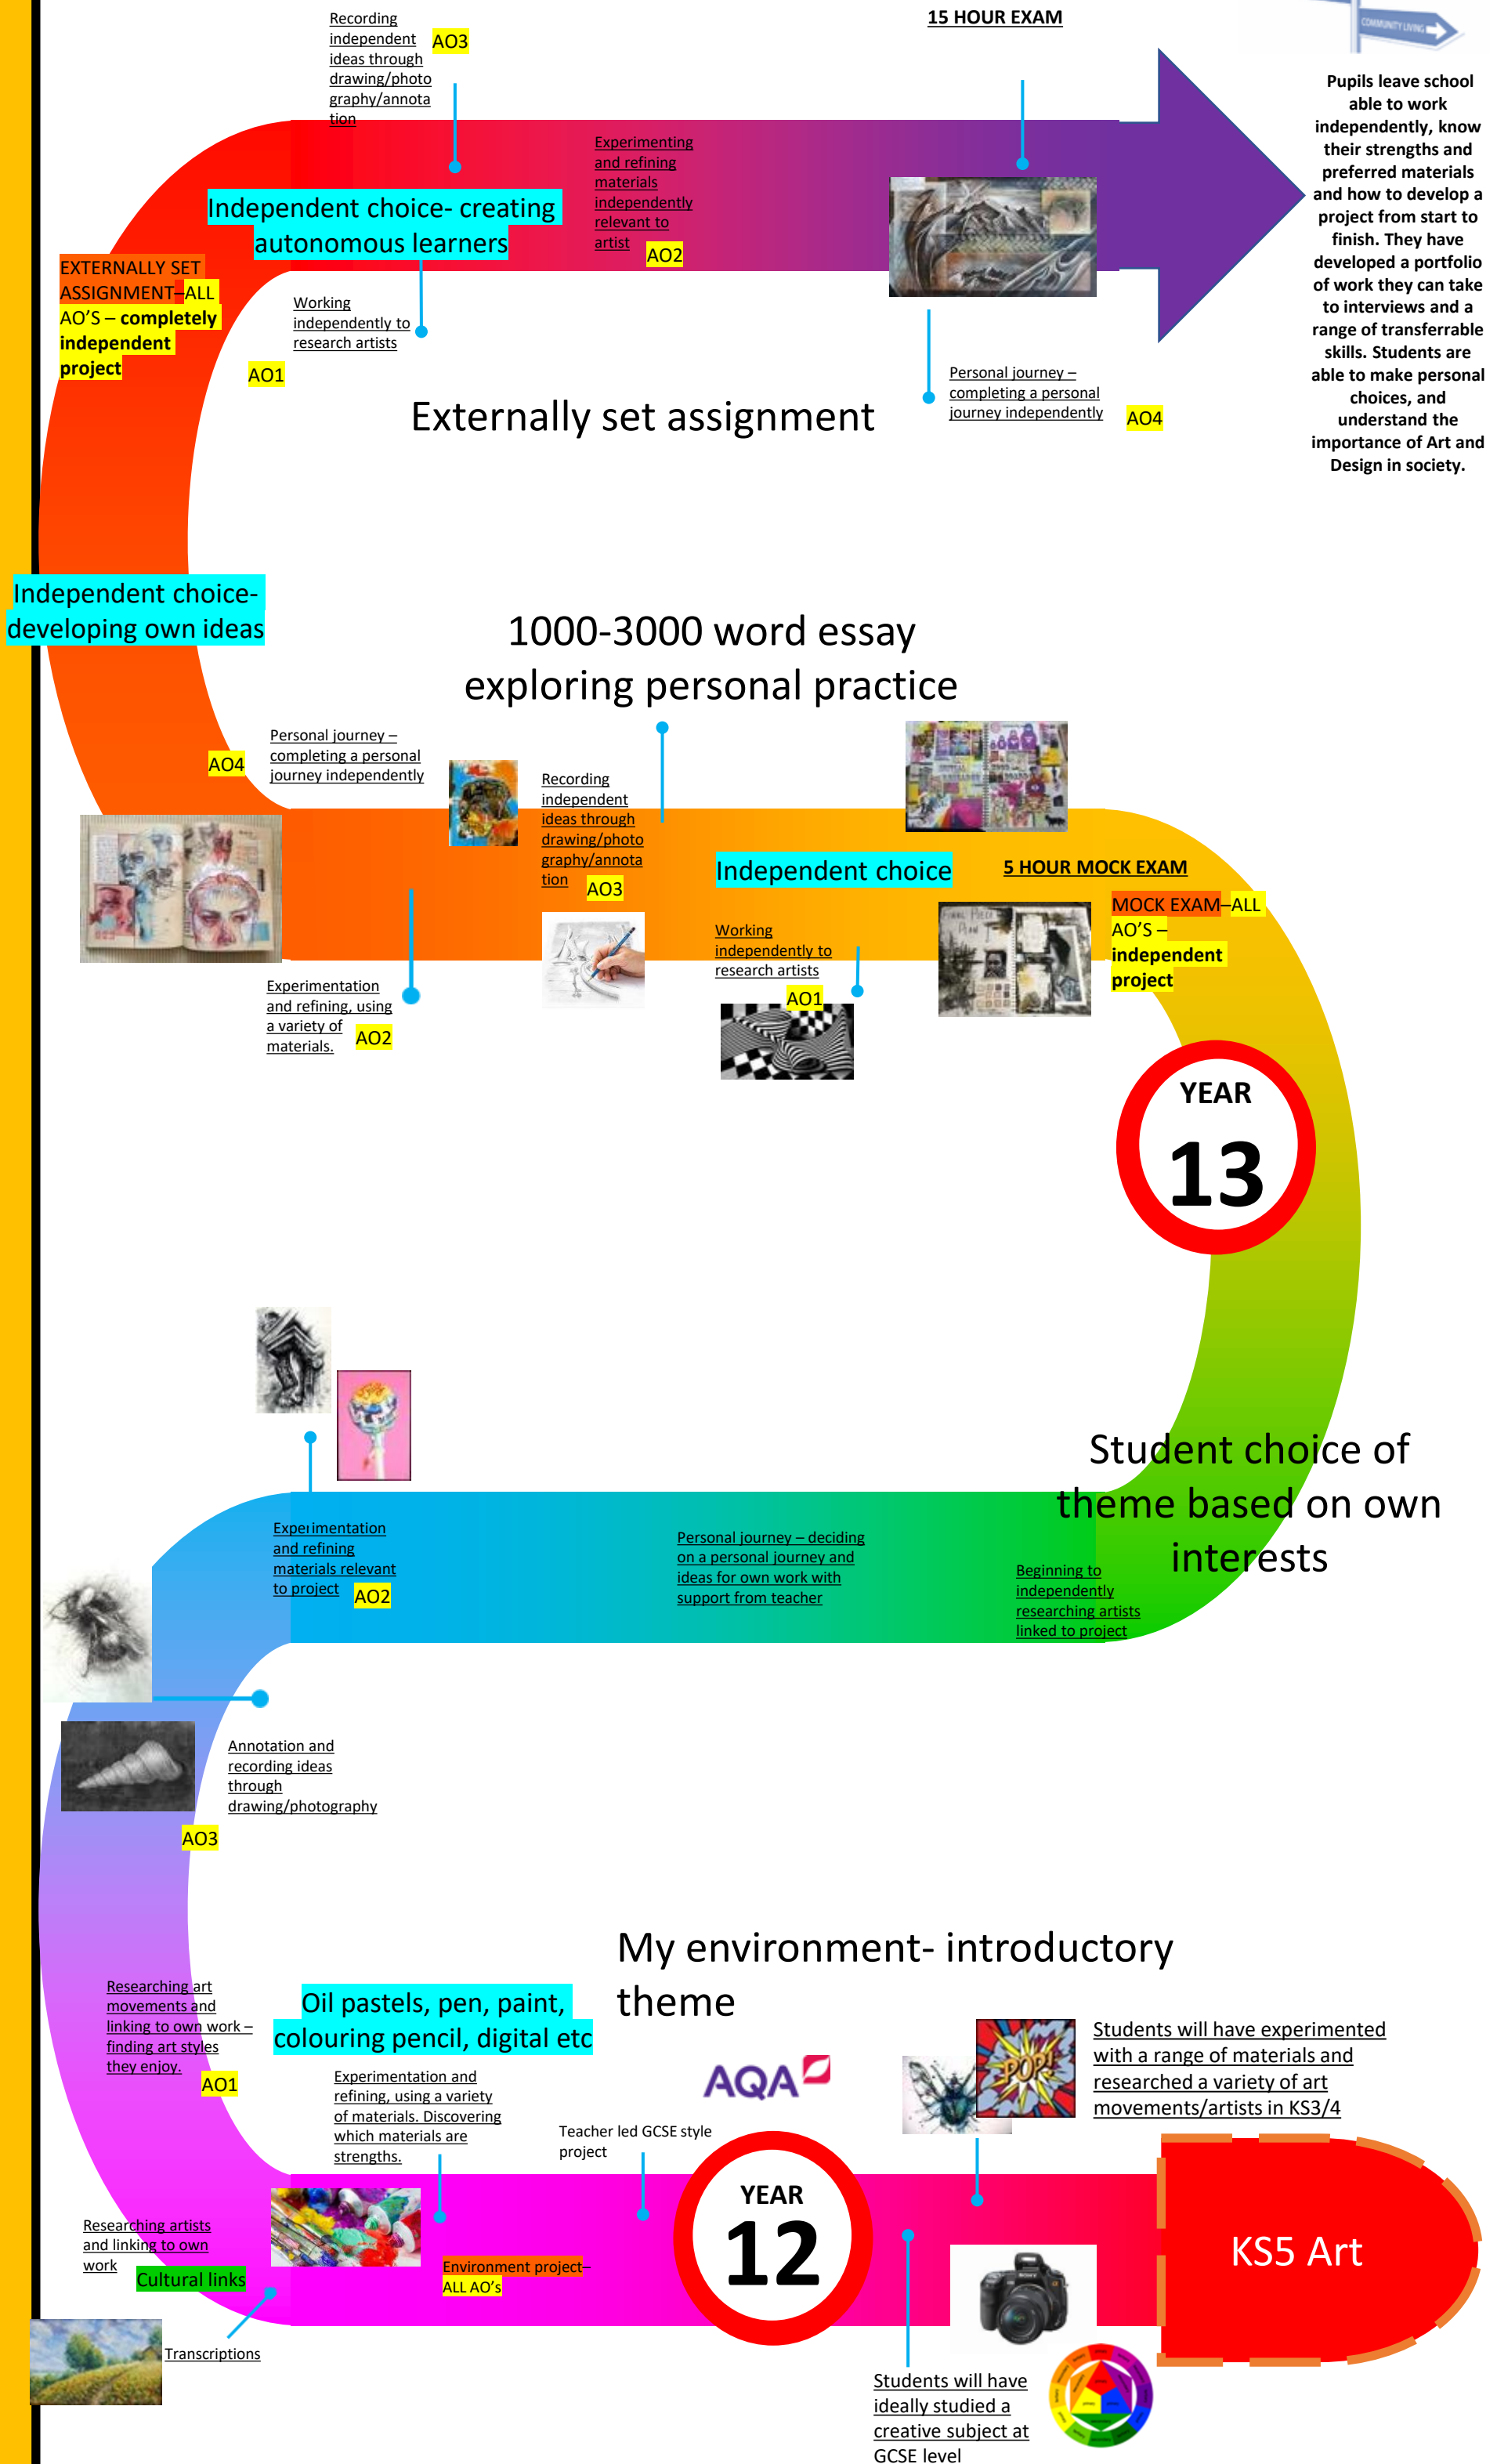 Recording
independent
ideas through
drawing/photo
graphy/annota
tion
AO3
15 HOUR EXAM
COMMUNITY LIVING
Pupils leave school
able to work
independently, know
their strengths and
preferred materials
and how to develop a
project from start to
finish. They have
developed a portfolio
of work they can take
to interviews and a
range of transferrable
skills. Students are
able to make personal
choices, and
understand the
importance of Art and
Design in society.
Experimenting
and refining
materials
independently
relevant to
artist
AO2
Independent choice- creating
autonomous learners
EXTERNALLY SET
ASSIGNMENT–ALL
AO'S – completely
independent
project
Working
independently to
research artists
AO1
Personal journey –
completing a personal
journey independently
AO4
Externally set assignment
Independent choice-
developing own ideas
1000-3000 word essay
exploring personal practice
Personal journey –
completing a personal
journey independently
AO4
Recording
independent
ideas through
drawing/photo
graphy/annota
tion
AO3
Independent choice
5 HOUR MOCK EXAM
MOCK EXAM–ALL
AO'S –
independent
project
Working
independently to
research artists
AO1
Experimentation
and refining, using
a variety of
materials.
AO2
YEAR
13
Student choice of
theme based on own
interests
Experimentation
and refining
materials relevant
to project
AO2
Personal journey – deciding
on a personal journey and
ideas for own work with
support from teacher
Beginning to
independently
researching artists
linked to project
Annotation and
recording ideas
through
drawing/photography
AO3
My environment- introductory
theme
Researching art
movements and
linking to own work –
finding art styles
they enjoy.
AO1
Oil pastels, pen, paint,
colouring pencil, digital etc
Experimentation and
refining, using a variety
of materials. Discovering
which materials are
strengths.
Teacher led GCSE style
project
AQA
POP!
Students will have experimented
with a range of materials and
researched a variety of art
movements/artists in KS3/4
YEAR
12
KS5 Art
Researching artists
and linking to own
work
Cultural links
Environment project–
ALL AO's
Transcriptions
SONY
Students will have
ideally studied a
creative subject at
GCSE level